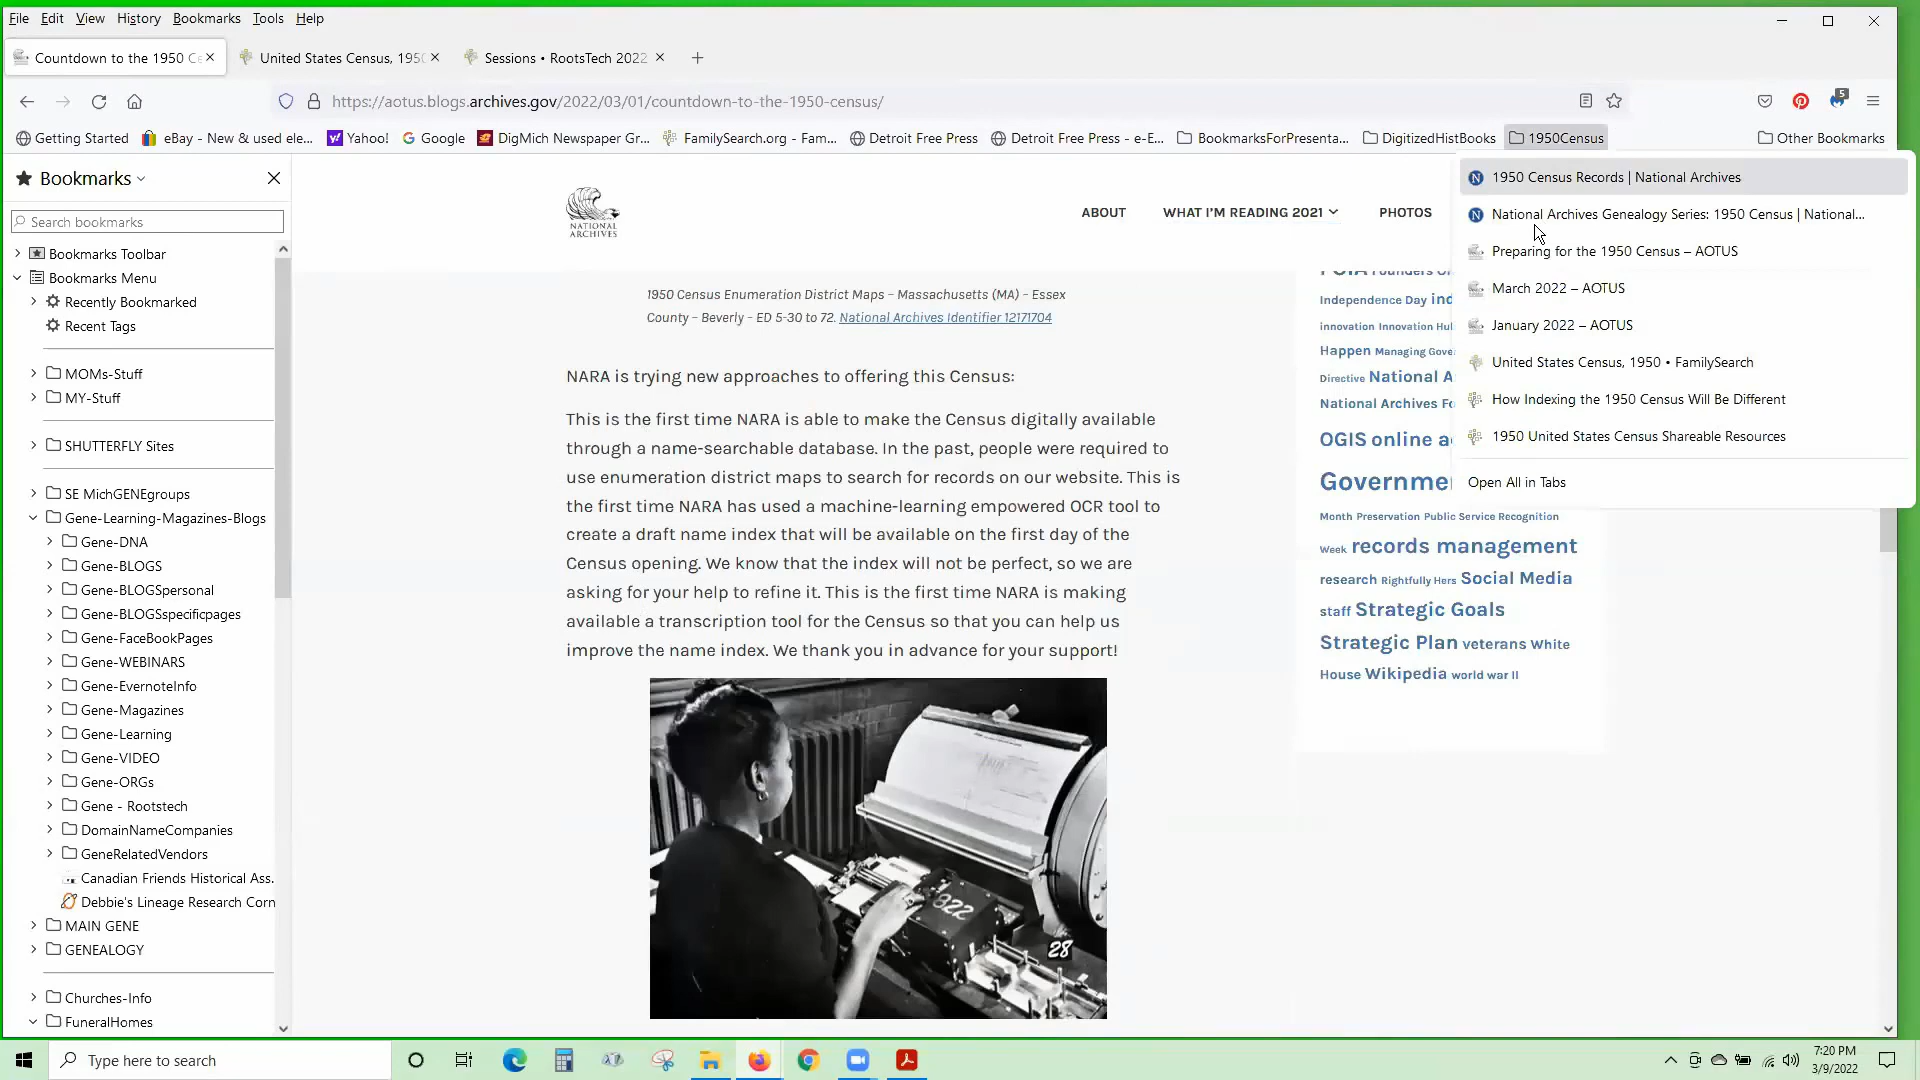 File Edit View History Bookmarks Tools Help
Countdown to the 1950 Ce
United States Census, 195
Sessions • RootsTech 2022
https://aotus.blogs.archives.gov/2022/03/01/countdown-to-the-1950-census/
5
Getting Started
eBay - New & used ele...
Yahoo!
Google
DigMich Newspaper Gr...
FamilySearch.org - Fam...
Detroit Free Press
Detroit Free Press - e-E...
BookmarksForPresenta...
DigitizedHistBooks
1950Census
Other Bookmarks
Bookmarks
Search bookmarks
Bookmarks Toolbar
Bookmarks Menu
Recently Bookmarked
Recent Tags
MOMs-Stuff
MY-Stuff
SHUTTERFLY Sites
SE MichGENEgroups
Gene-Learning-Magazines-Blogs
Gene-DNA
Gene-BLOGS
Gene-BLOGSpersonal
Gene-BLOGSspecificpages
Gene-FaceBookPages
Gene-WEBINARS
Gene-EvernoteInfo
Gene-Magazines
Gene-Learning
Gene-VIDEO
Gene-ORGs
Gene - Rootstech
DomainNameCompanies
GeneRelatedVendors
Canadian Friends Historical Ass.
Debbie's Lineage Research Corn
MAIN GENE
GENEALOGY
Churches-Info
FuneralHomes
NATIONAL
ARCHIVES
ABOUT WHAT I'M READING 2021 PHOTOS
1950 Census Enumeration District Maps – Massachusetts (MA) – Essex
County – Beverly – ED 5-30 to 72. National Archives Identifier 12171704
NARA is trying new approaches to offering this Census:
This is the first time NARA is able to make the Census digitally available
through a name-searchable database. In the past, people were required to
use enumeration district maps to search for records on our website. This is
the first time NARA has used a machine-learning empowered OCR tool to
create a draft name index that will be available on the first day of the
Census opening. We know that the index will not be perfect, so we are
asking for your help to refine it. This is the first time NARA is making
available a transcription tool for the Census so that you can help us
improve the name index. We thank you in advance for your support!
822
28
FOIA Founders On
Independence Day ind
innovation Innovation Hub
Happen Managing Gove
Directive National A
National Archives Fo
OGIS online a
Governme
Month Preservation Public Service Recognition
Week records management
research Rightfully Hers Social Media
staff Strategic Goals
Strategic Plan veterans White
House Wikipedia world war II
1950 Census Records | National Archives
National Archives Genealogy Series: 1950 Census | National...
Preparing for the 1950 Census – AOTUS
March 2022 – AOTUS
January 2022 – AOTUS
United States Census, 1950 • FamilySearch
How Indexing the 1950 Census Will Be Different
1950 United States Census Shareable Resources
Open All in Tabs
Type here to search
7:20 PM
3/9/2022